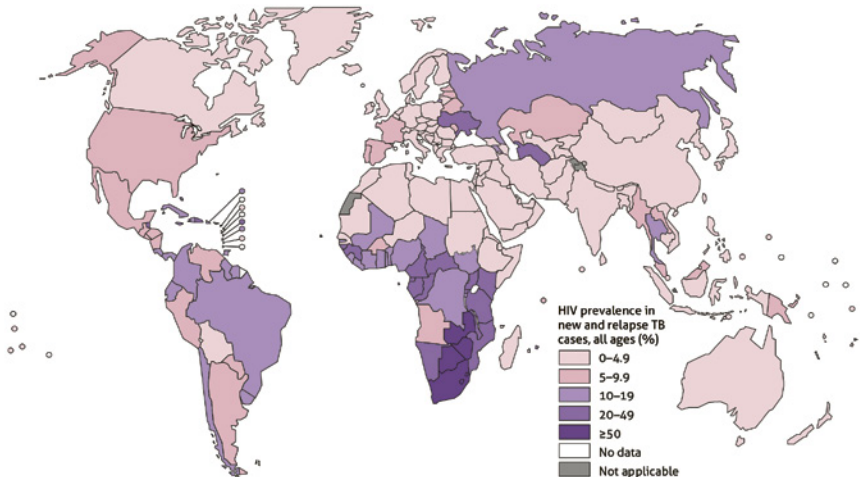 HIV prevalence in
new and relapse TB
cases, all ages (%)
0–4.9
5–9.9
10–19
20–49
≥50
No data
Not applicable